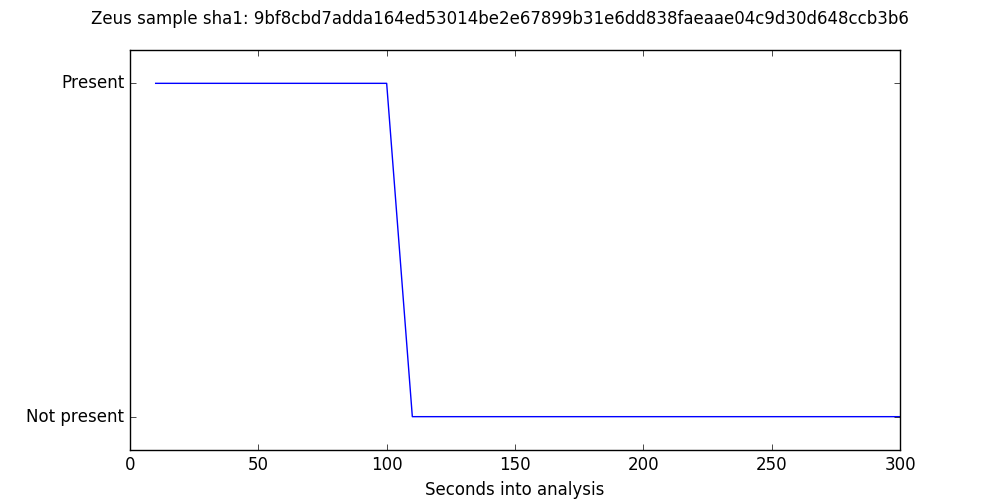 Zeus sample sha1: 9bf8cbd7adda164ed53014be2e67899b31e6dd838faeaae04c9d30d648ccb3b6
Present
Not present
0 50 100 150 200 250 300
Seconds into analysis